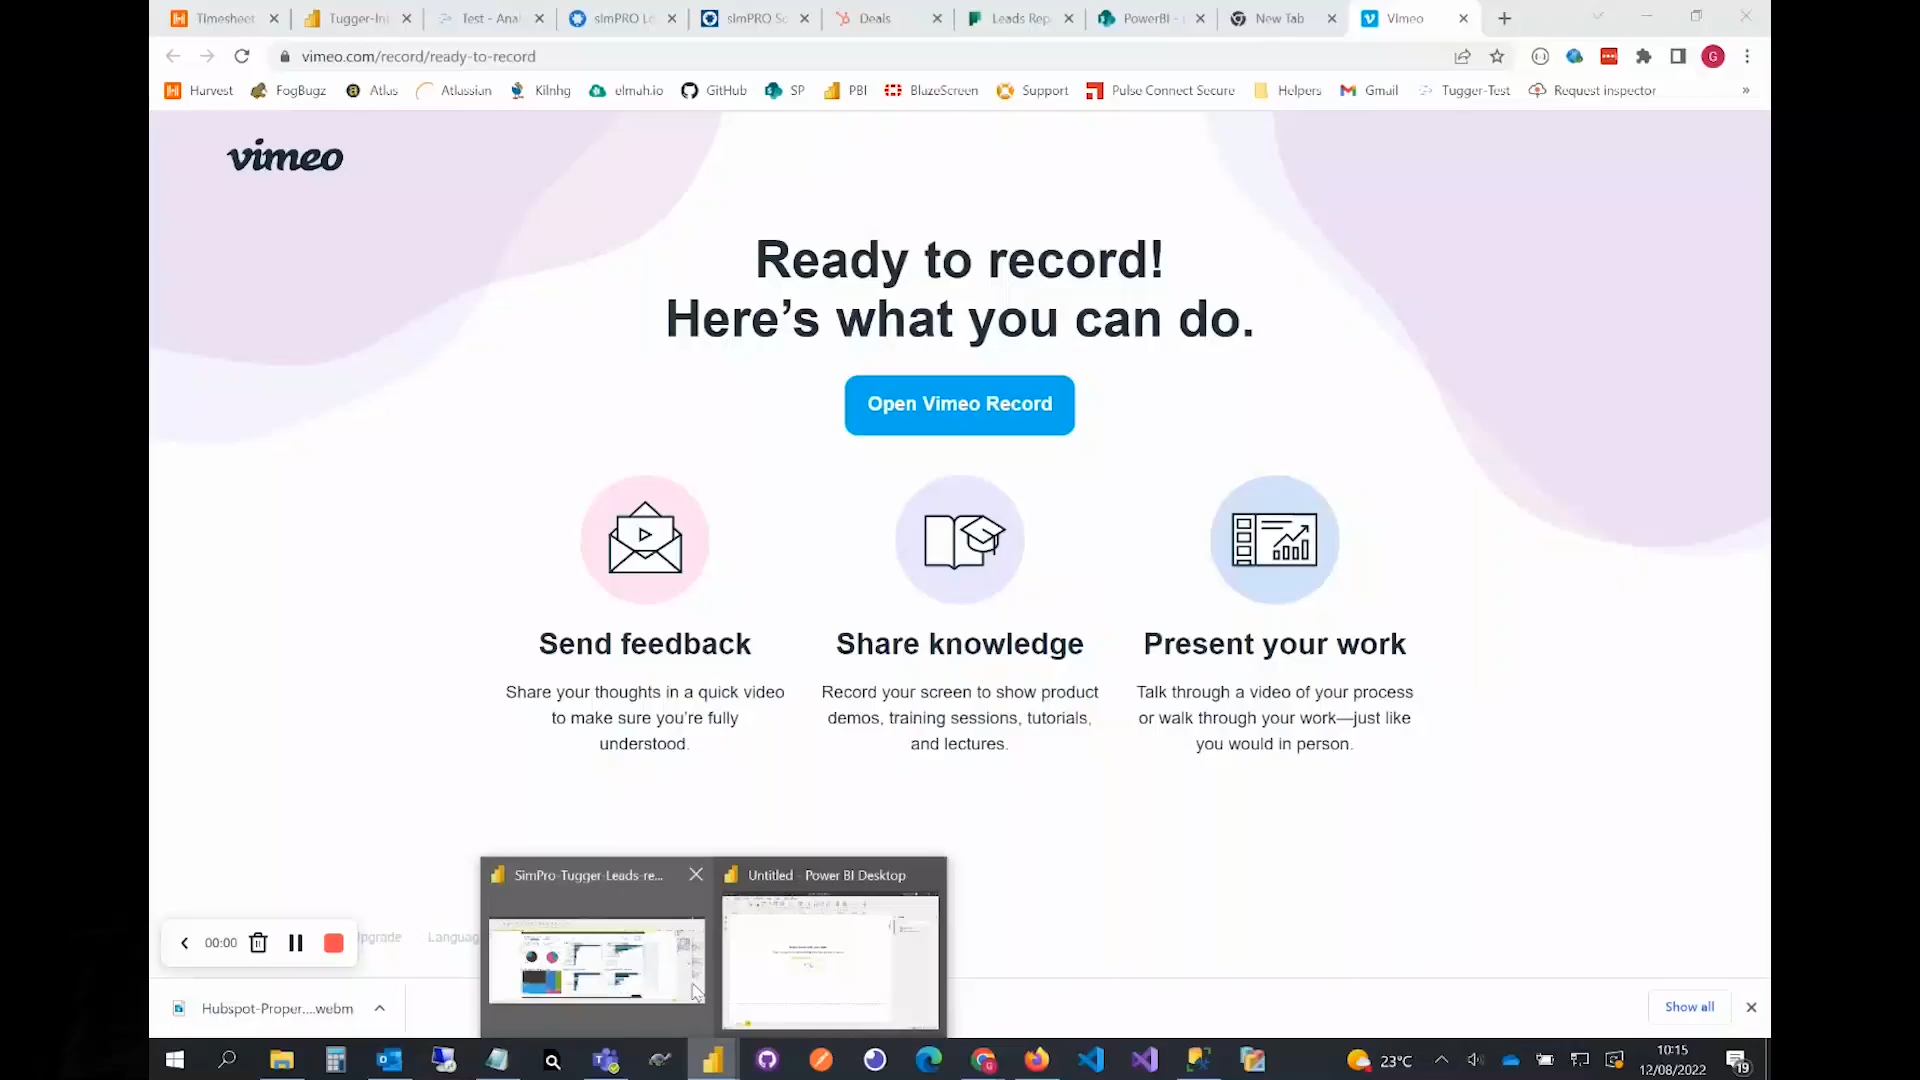 Timesheet
Tugger-Ini
Test - Anal
simPRO Lo
simPRO So
Deals
Leads Rep
PowerBI -
New Tab
Vimeo
vimeo.com/record/ready-to-record
G
Harvest
FogBugz
Atlus
Atlassian
Kilnhg
elmah.io
GitHub
SP
PBI
BlazeScreen
Support
Pulse Connect Secure
Helpers
Gmail
Tugger-Test
Request inspector
»
vimeo
Ready to record!
Here’s what you can do.
Open Vimeo Record
Send feedback
Share your thoughts in a quick video
to make sure you’re fully
understood.
Share knowledge
Record your screen to show product
demos, training sessions, tutorials,
and lectures.
Present your work
Talk through a video of your process
or walk through your work—just like
you would in person.
SimPro-Tugger-Leads-re...
Untitled - Power BI Desktop
00:00
pgrade
Languag
Hubspot-Proper....webm
Show all
23°C
10:15
12/08/2022
19